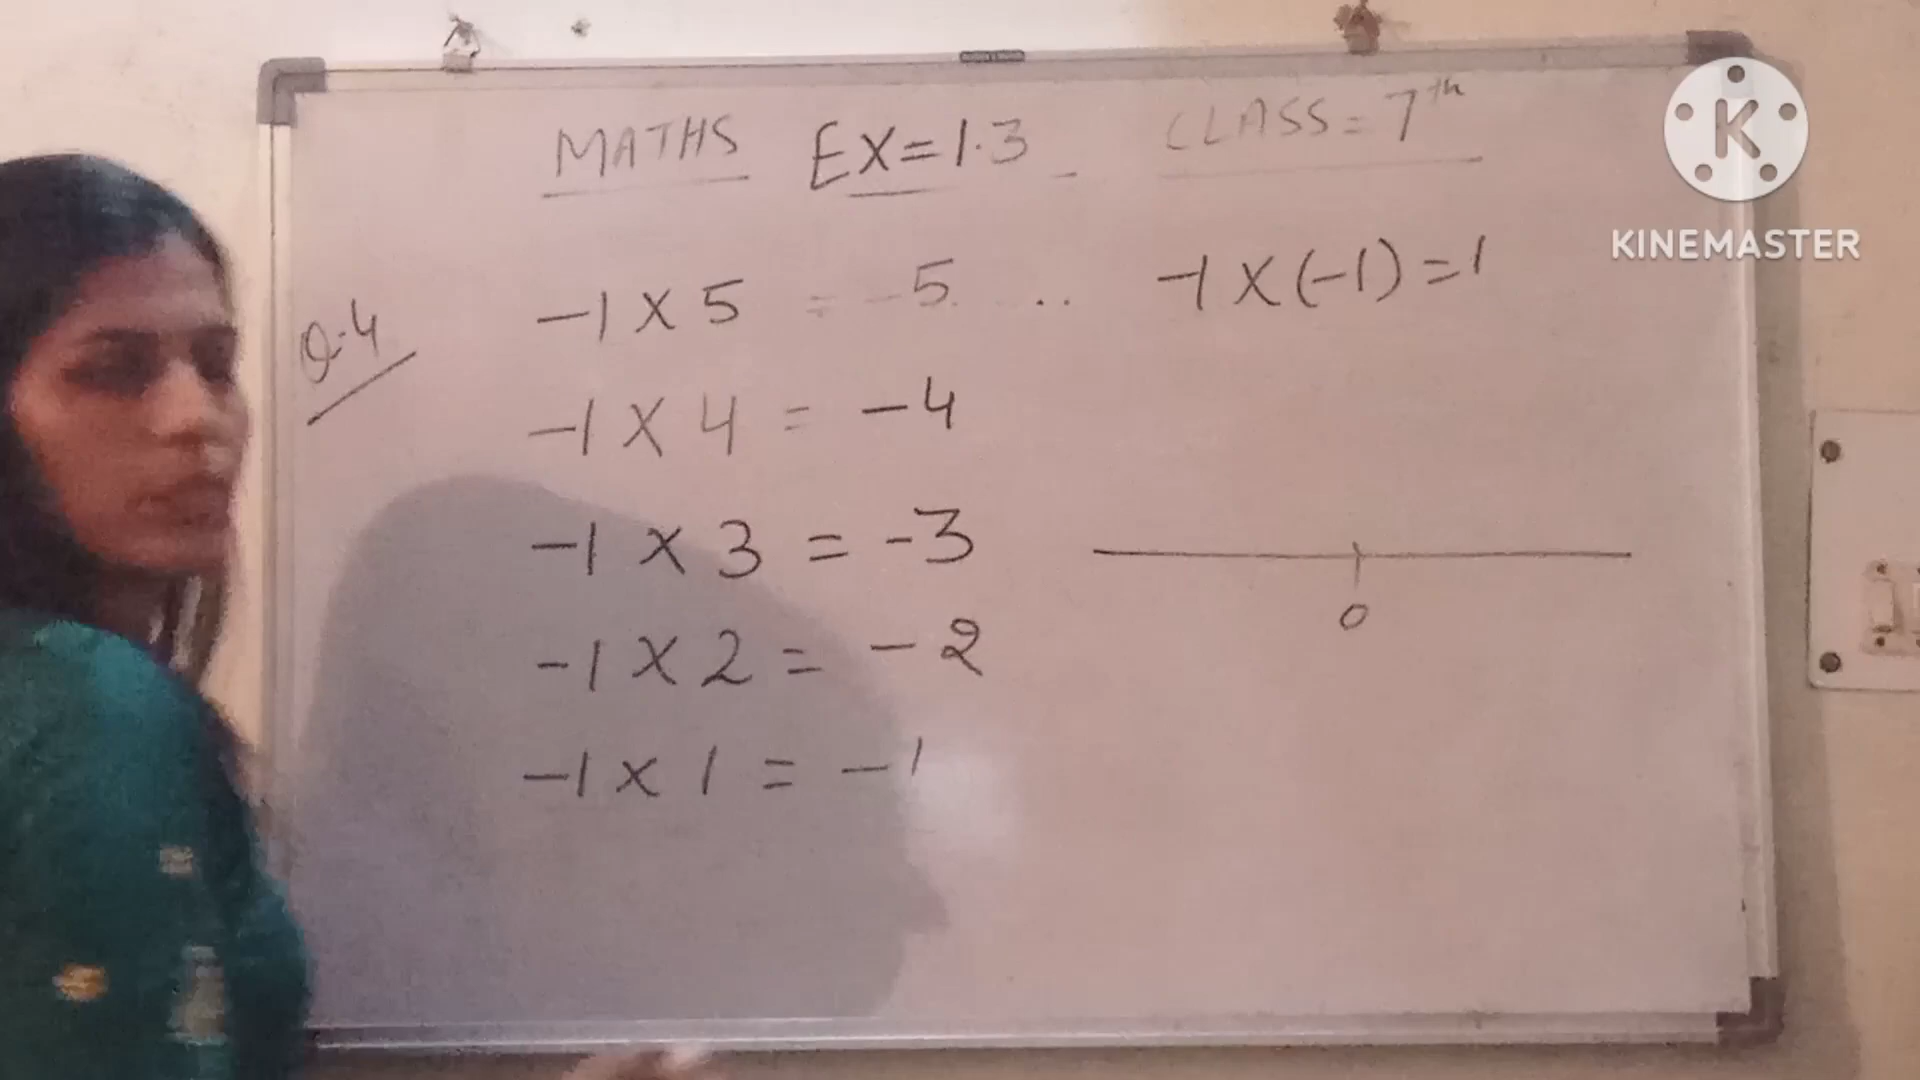 MATHS EX=1.3 CLASS=7th
Q.4 -1 X 5 = -5 .. -1 X (-1) = 1
-1 X 4 = -4
-1 X 3 = -3
-1 X 2 = -2
-1 X 1 = -1
0
K
KINEMASTER